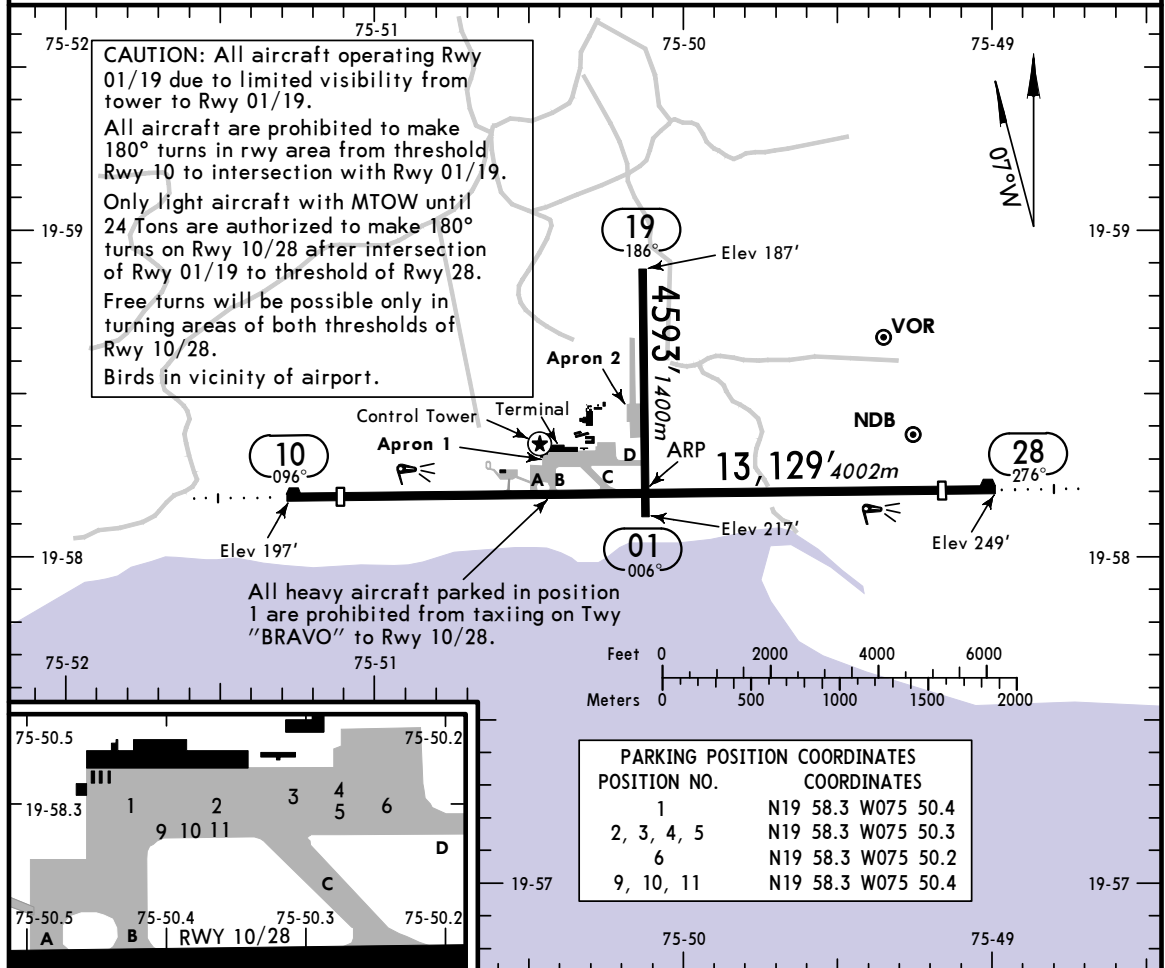 75-52
75-51
75-50
75-49
CAUTION: All aircraft operating Rwy
01/19 due to limited visibility from
tower to Rwy 01/19.
All aircraft are prohibited to make
180° turns in rwy area from threshold
Rwy 10 to intersection with Rwy 01/19.
Only light aircraft with MTOW until
24 Tons are authorized to make 180°
turns on Rwy 10/28 after intersection
of Rwy 01/19 to threshold of Rwy 28.
Free turns will be possible only in
turning areas of both thresholds of
Rwy 10/28.
Birds in vicinity of airport.
07°W
19-59
19-59
19
186°
Elev 187'
4593'
1400m
VOR
NDB
Apron 2
Control Tower
Terminal
Apron 1
ARP
10
096°
A
B
C
D
13,129' 4002m
28
276°
Elev 197'
Elev 217'
Elev 249'
01
006°
19-58
19-58
All heavy aircraft parked in position
1 are prohibited from taxiing on Twy
"BRAVO" to Rwy 10/28.
75-52
75-51
Feet 0 2000 4000 6000
Meters 0 500 1000 1500 2000
75-50.5
75-50.2
19-58.3
1
2
3
4
5
6
9 10 11
D
C
75-50.5
75-50.4
75-50.3
75-50.2
A
B
RWY 10/28
PARKING POSITION COORDINATES
POSITION NO. COORDINATES
1 N19 58.3 W075 50.4
2, 3, 4, 5 N19 58.3 W075 50.3
6 N19 58.3 W075 50.2
9, 10, 11 N19 58.3 W075 50.4
19-57
19-57
75-50
75-49